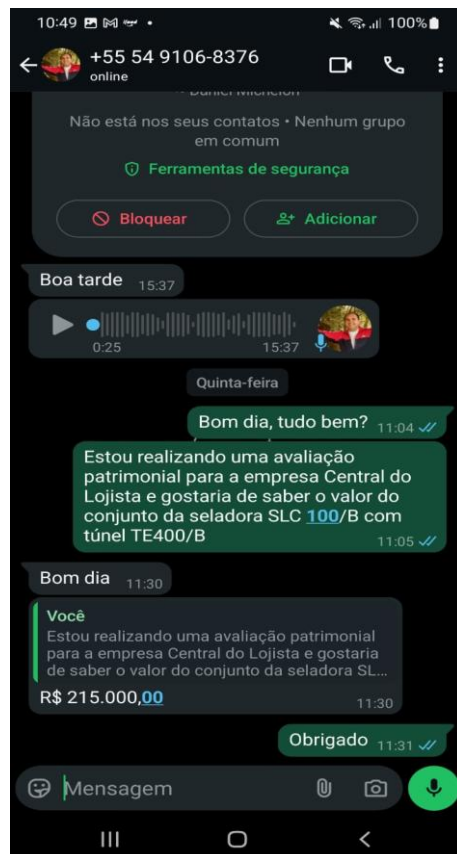 10:49
100%
+55 54 9106-8376
online
~ Daniel Michelon
Não está nos seus contatos • Nenhum grupo
em comum
Ferramentas de segurança
Bloquear
Adicionar
Boa tarde 15:37
0:25 15:37
Quinta-feira
Bom dia, tudo bem? 11:04
Estou realizando uma avaliação
patrimonial para a empresa Central do
Lojista e gostaria de saber o valor do
conjunto da seladora SLC 100/B com
túnel TE400/B 11:05
Bom dia 11:30
Você
Estou realizando uma avaliação patrimonial
para a empresa Central do Lojista e gostaria
de saber o valor do conjunto da seladora SL...
R$ 215.000,00 11:30
Obrigado 11:31
Mensagem